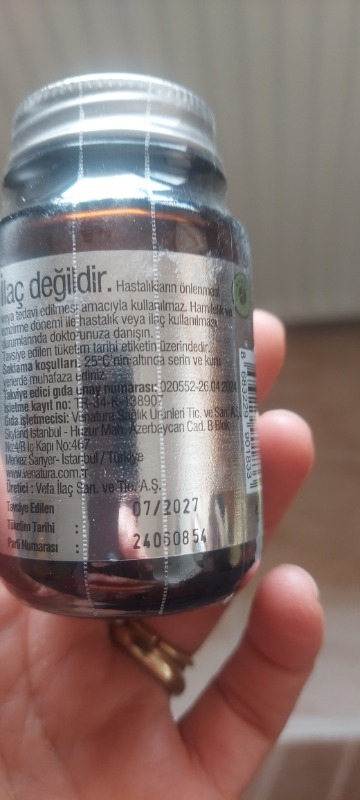 ilaç değildir. Hastalıkların önlenmesi
veya tedavi edilmesi amacıyla kullanılmaz. Hamilelik ve
emzirme dönemi ile hastalık veya ilaç kullanılması
durumlarında doktorunuza danışın.
Tavsiye edilen tüketim tarihi etiketin üzerindedir.
Saklama koşulları: 25°C'nin altında serin ve kuru
yerlerde muhafaza ediniz.
Takviye edici gıda onay numarası: 020552-26.04.2024
İşletme kayıt no: TR-34-K-138907
Gıda işletmecisi: Venatura Sağlık Ürünleri Tic. ve San. A.Ş.
Skyland İstanbul - Huzur Mah. Azerbaycan Cad. B Blok
No:4/B İç Kapı No:467
Merkez Sarıyer- İstanbul / Türkiye
www.venatura.com.tr
Üretici : Vefa İlaç San. ve Tic. A.Ş.
Tavsiye Edilen
Tüketim Tarihi : 07/2027
Parti Numarası : 24060854